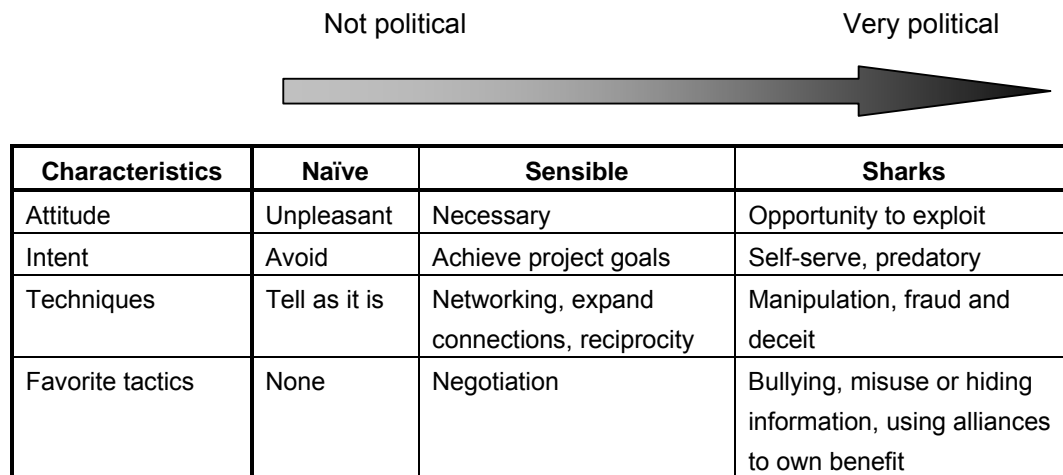 Not political Very political
Characteristics Naïve Sensible Sharks
Attitude Unpleasant Necessary Opportunity to exploit
Intent Avoid Achieve project goals Self-serve, predatory
Techniques Tell as it is Networking, expand Manipulation, fraud and
connections, reciprocity deceit
Favorite tactics None Negotiation Bullying, misuse or hiding
information, using alliances
to own benefit